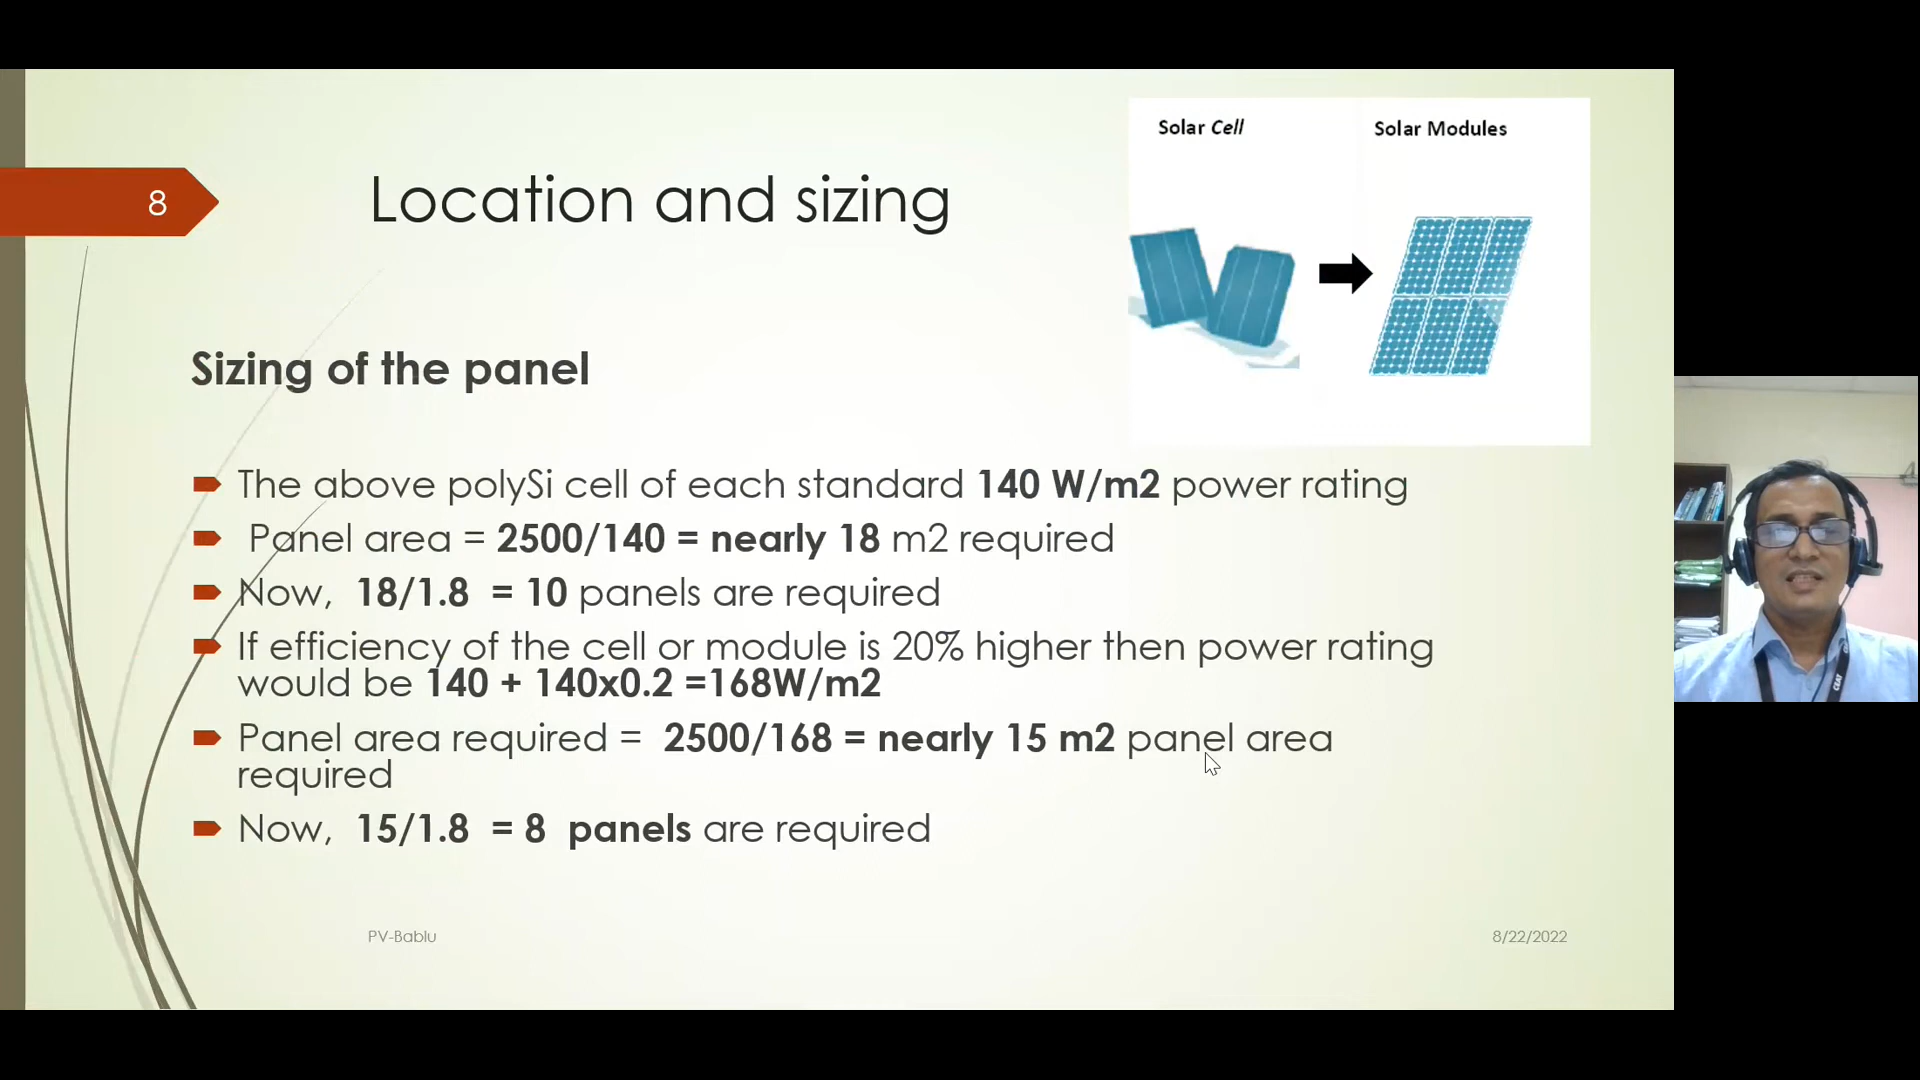 Solar Cell
Solar Modules
8
Location and sizing
Sizing of the panel
The above polySi cell of each standard 140 W/m2 power rating
Panel area = 2500/140 = nearly 18 m2 required
Now, 18/1.8 = 10 panels are required
If efficiency of the cell or module is 20% higher then power rating
would be 140 + 140x0.2 =168W/m2
Panel area required = 2500/168 = nearly 15 m2 panel area
required
Now, 15/1.8 = 8 panels are required
PV-Bablu
8/22/2022